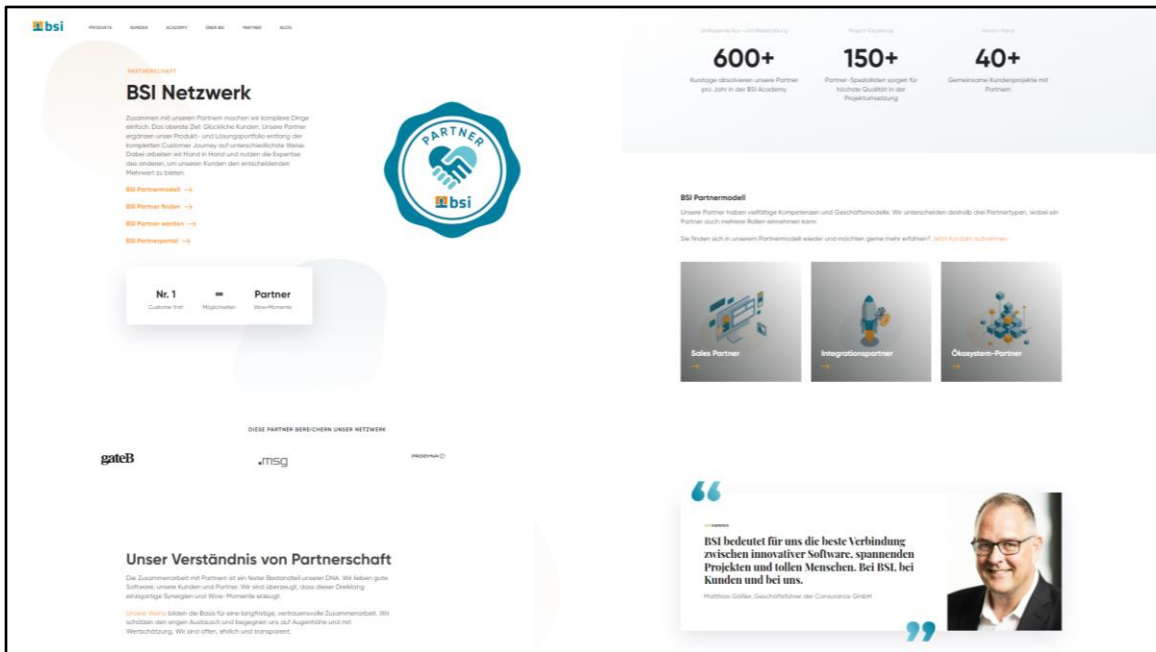 bsi
PRODUKTE KUNDEN ACADEMY ÜBER BSI PARTNER BLOG
PARTNERSCHAFT
BSI Netzwerk
Zusammen mit unseren Partnern machen wir komplexe Dinge
einfach. Das oberste Ziel: Glückliche Kunden. Unsere Partner
ergänzen unser Produkt- und Lösungsportfolio entlang der
kompletten Customer Journey auf unterschiedlichste Weise.
Dabei arbeiten wir Hand in Hand und nutzen die Expertise
des anderen, um unseren Kunden den entscheidenden
Mehrwert zu bieten.
BSI Partnermodell →
BSI Partner finden →
BSI Partner werden →
BSI Partnerportal →
PARTNER
bsi
Nr. 1 ∞ Partner
Customer first! Möglichkeiten Wow-Momente
DIESE PARTNER BEREICHERN UNSER NETZWERK
gateB .msg PRODYNA
Unser Verständnis von Partnerschaft
Die Zusammenarbeit mit Partnern ist ein fester Bestandteil unserer DNA. Wir lieben gute
Software, unsere Kunden und Partner. Wir sind überzeugt, dass dieser Dreiklang
einzigartige Synergien und Wow-Momente erzeugt.
Unsere Werte bilden die Basis für eine langfristige, vertrauensvolle Zusammenarbeit. Wir
schätzen den engen Austausch und begegnen uns auf Augenhöhe und mit
Wertschätzung. Wir sind offen, ehrlich und transparent.
Umfassende Aus- und Weiterbildung
600+
Kurstage absolvieren unsere Partner
pro Jahr in der BSI Academy
Project-Excellence
150+
Partner-Spezialisten sorgen für
höchste Qualität in der
Projektumsetzung
Hand in Hand
40+
Gemeinsame Kundenprojekte mit
Partnern
BSI Partnermodell
Unsere Partner haben vielfältige Kompetenzen und Geschäftsmodelle. Wir unterscheiden deshalb drei Partnertypen, wobei ein
Partner auch mehrere Rollen einnehmen kann.
Sie finden sich in unserem Partnermodell wieder und möchten gerne mehr erfahren? Jetzt Kontakt aufnehmen
Sales Partner
→
Integrationspartner
→
Ökosystem-Partner
→
BSI bedeutet für uns die beste Verbindung
zwischen innovativer Software, spannenden
Projekten und tollen Menschen. Bei BSI, bei
Kunden und bei uns.
Matthias Gößler, Geschäftsführer der Consurance GmbH